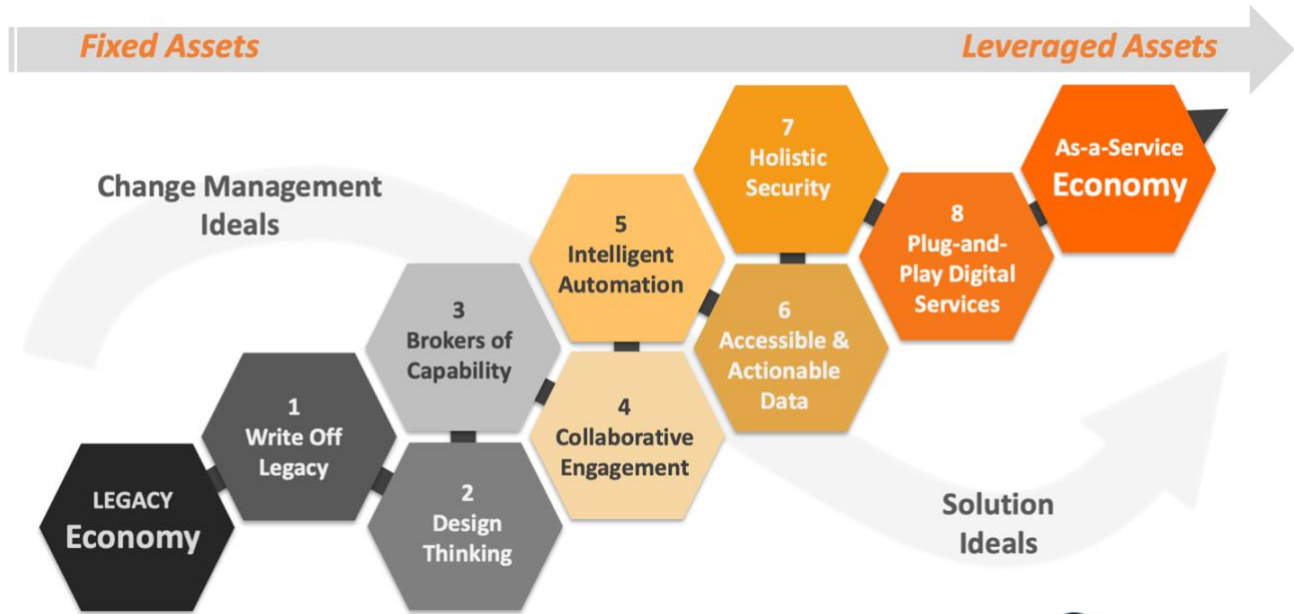 Fixed Assets
Leveraged Assets
Change Management
Ideals
LEGACY
Economy
1
Write Off
Legacy
2
Design
Thinking
3
Brokers of
Capability
4
Collaborative
Engagement
5
Intelligent
Automation
6
Accessible &
Actionable
Data
7
Holistic
Security
8
Plug-and-
Play Digital
Services
As-a-Service
Economy
Solution
Ideals